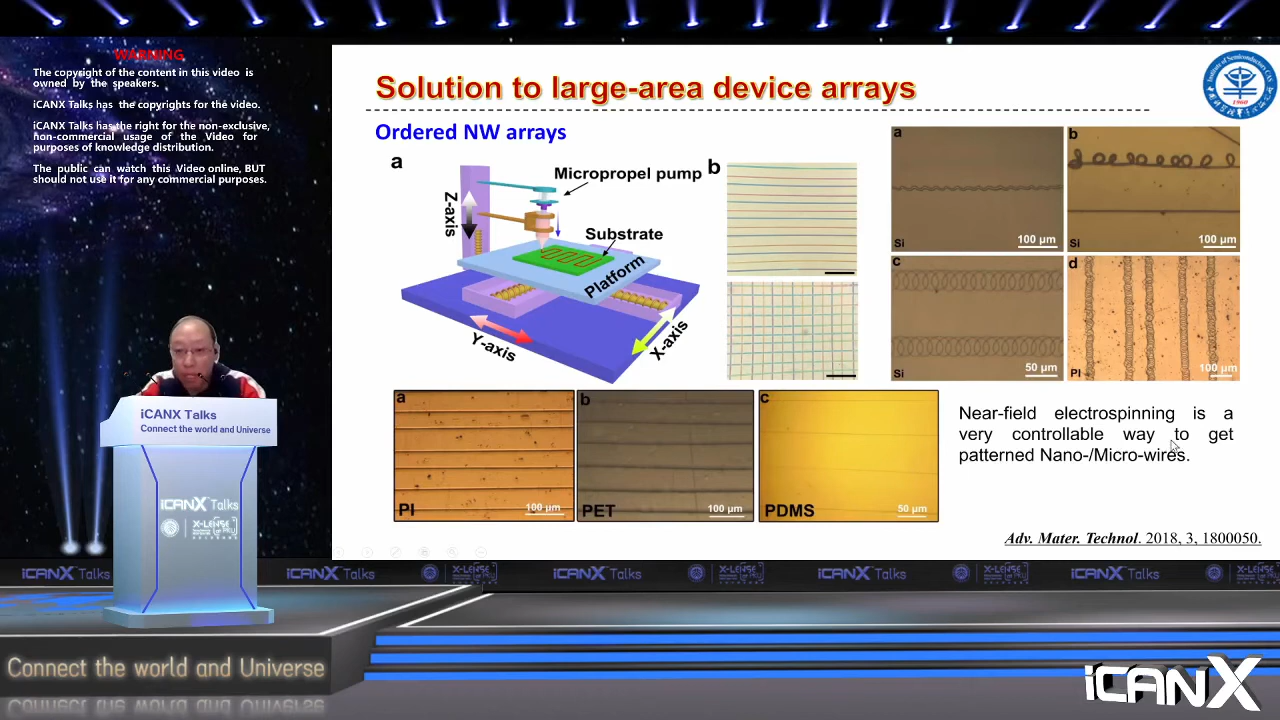 WARNING
The copyright of the content in this video is
owned by the speakers.
iCANX Talks has the copyrights for the video.
iCANX Talks has the right for the non-exclusive,
non-commercial usage of the Video for
purposes of knowledge distribution.
The public can watch this Video online, BUT
should not use it for any commercial purposes.
Solution to large-area device arrays
Ordered NW arrays
a
Micropropel pump
Z-axis
Substrate
Platform
Y-axis
X-axis
b
a
Si
100 µm
b
Si
100 µm
c
Si
50 µm
d
PI
100 µm
a
PI
100 µm
b
PET
100 µm
c
PDMS
50 µm
Near-field electrospinning is a
very controllable way to get
patterned Nano-/Micro-wires.
Adv. Mater. Technol. 2018, 3, 1800050.
Institute of Semiconductors CAS
1960
iCANX Talks
Connect the world and Universe
iCANX Talks
X-LENSE
iCANX Talks
X-LENSE
iCANX Talks
X-LENSE
iCANX Talks
X-LENSE
iCANX Talks
Connect the world and Universe
iCANX